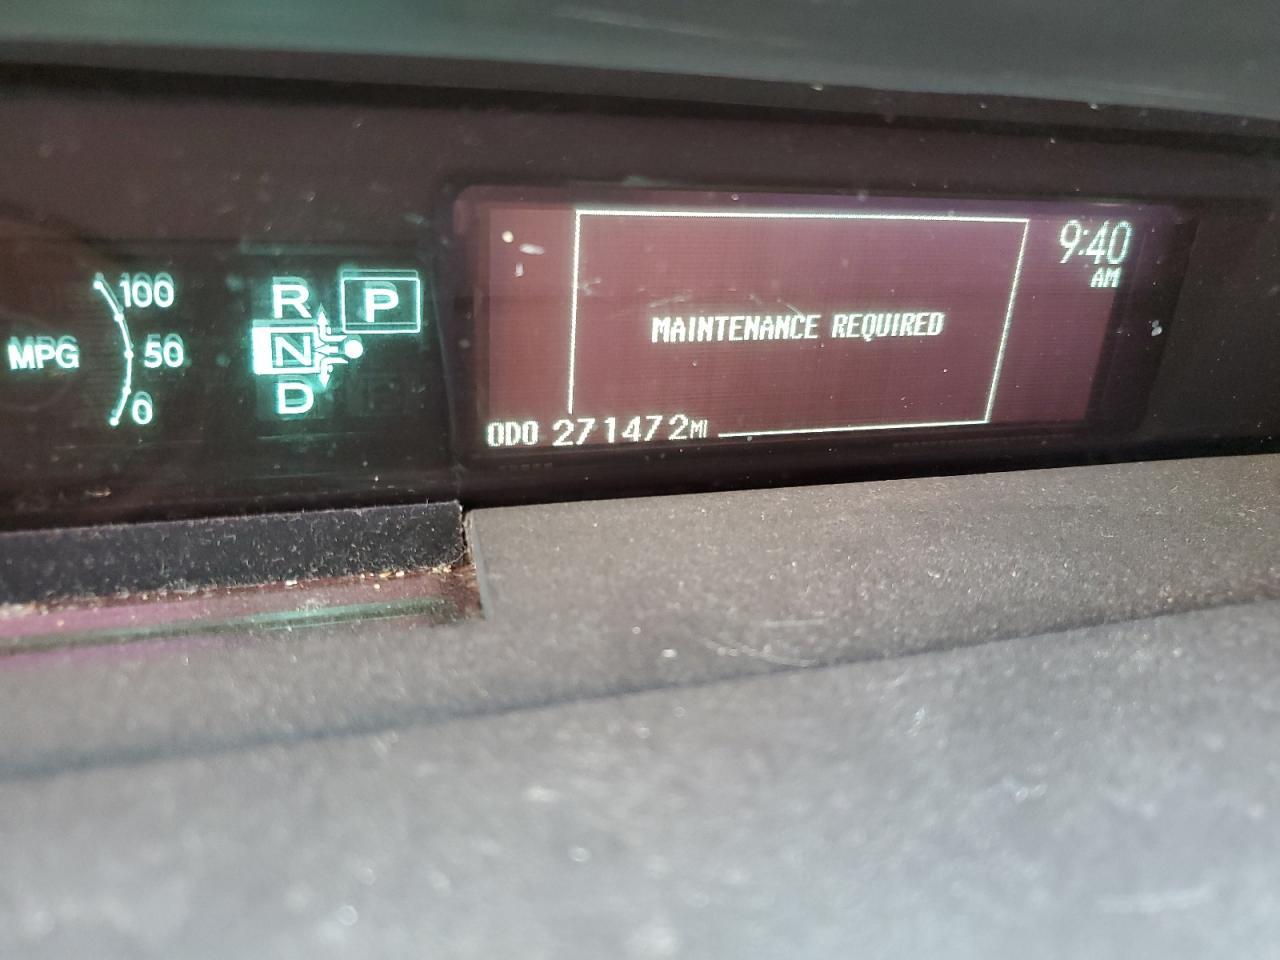 MPG
100
50
0
R
P
N
D
MAINTENANCE REQUIRED
9:40
AM
ODO 271472MI